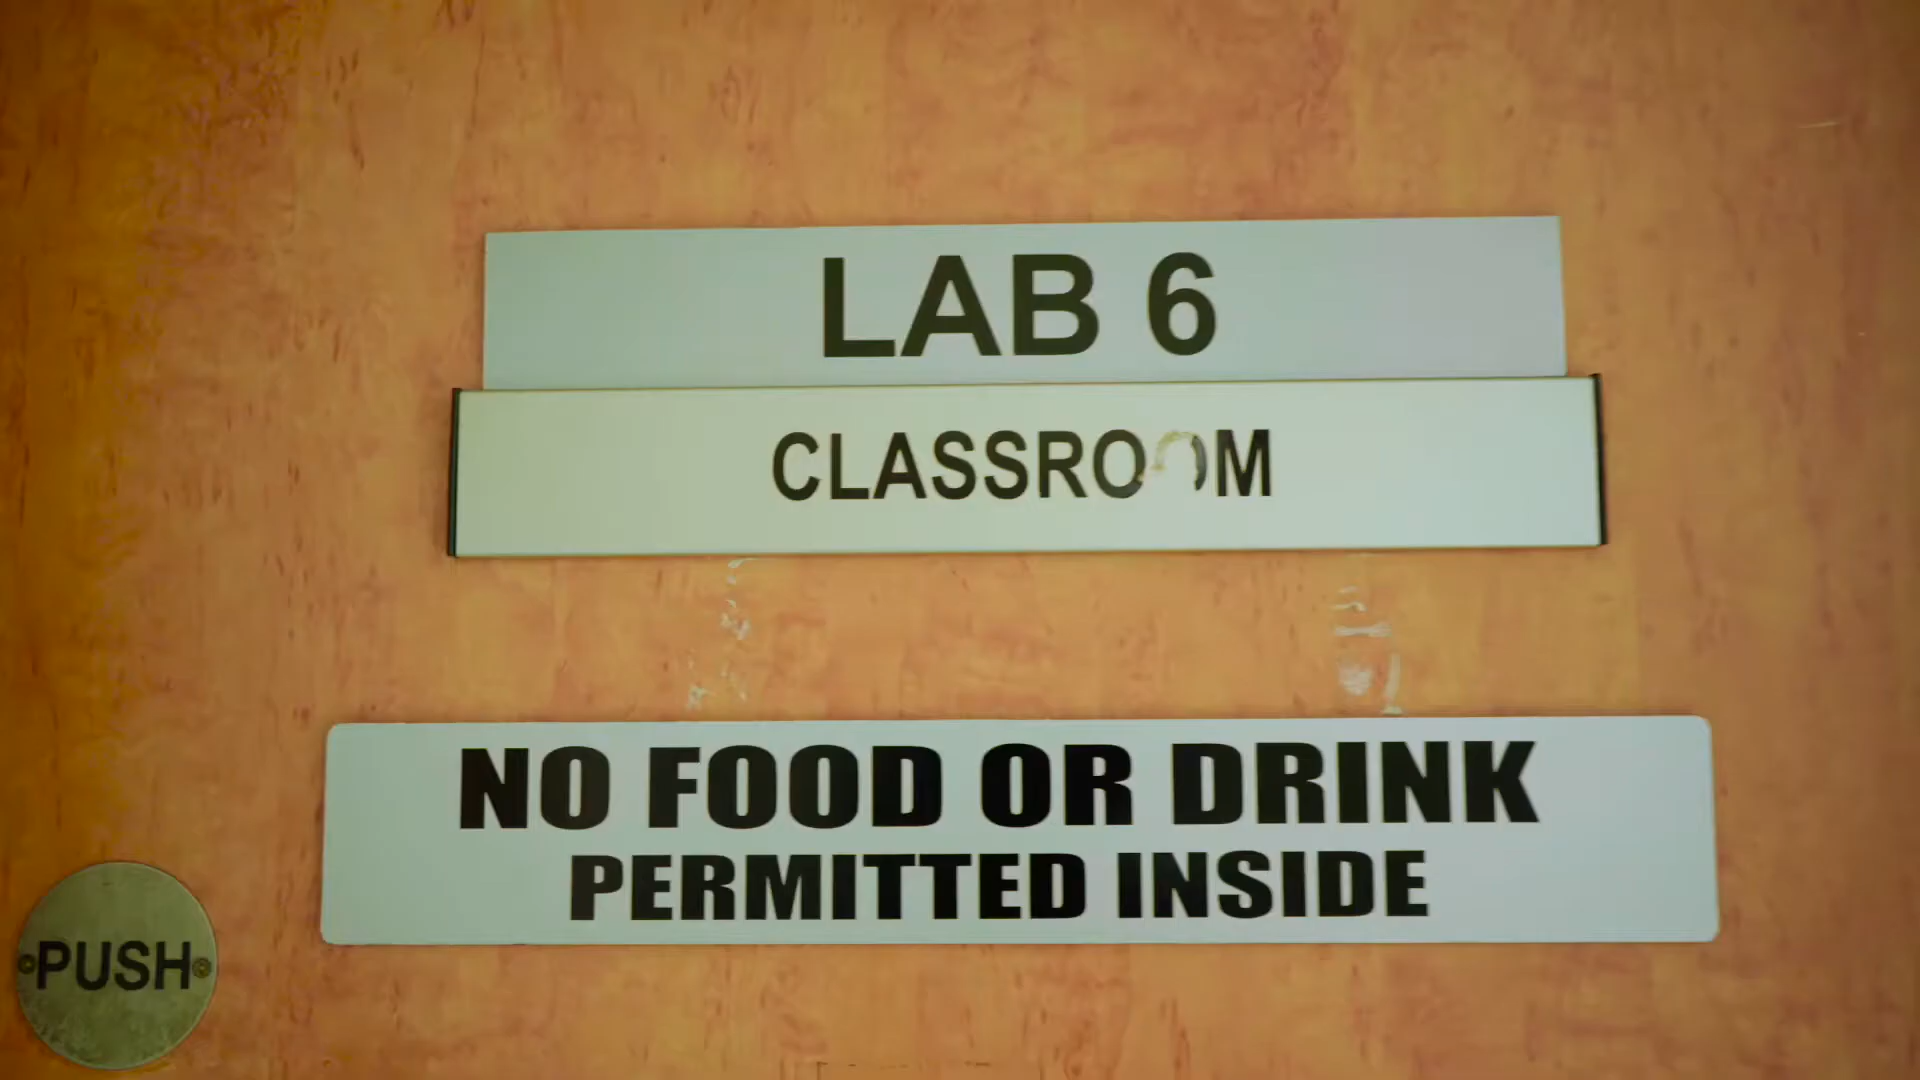 LAB 6
CLASSROOM
NO FOOD OR DRINK
PERMITTED INSIDE
PUSH